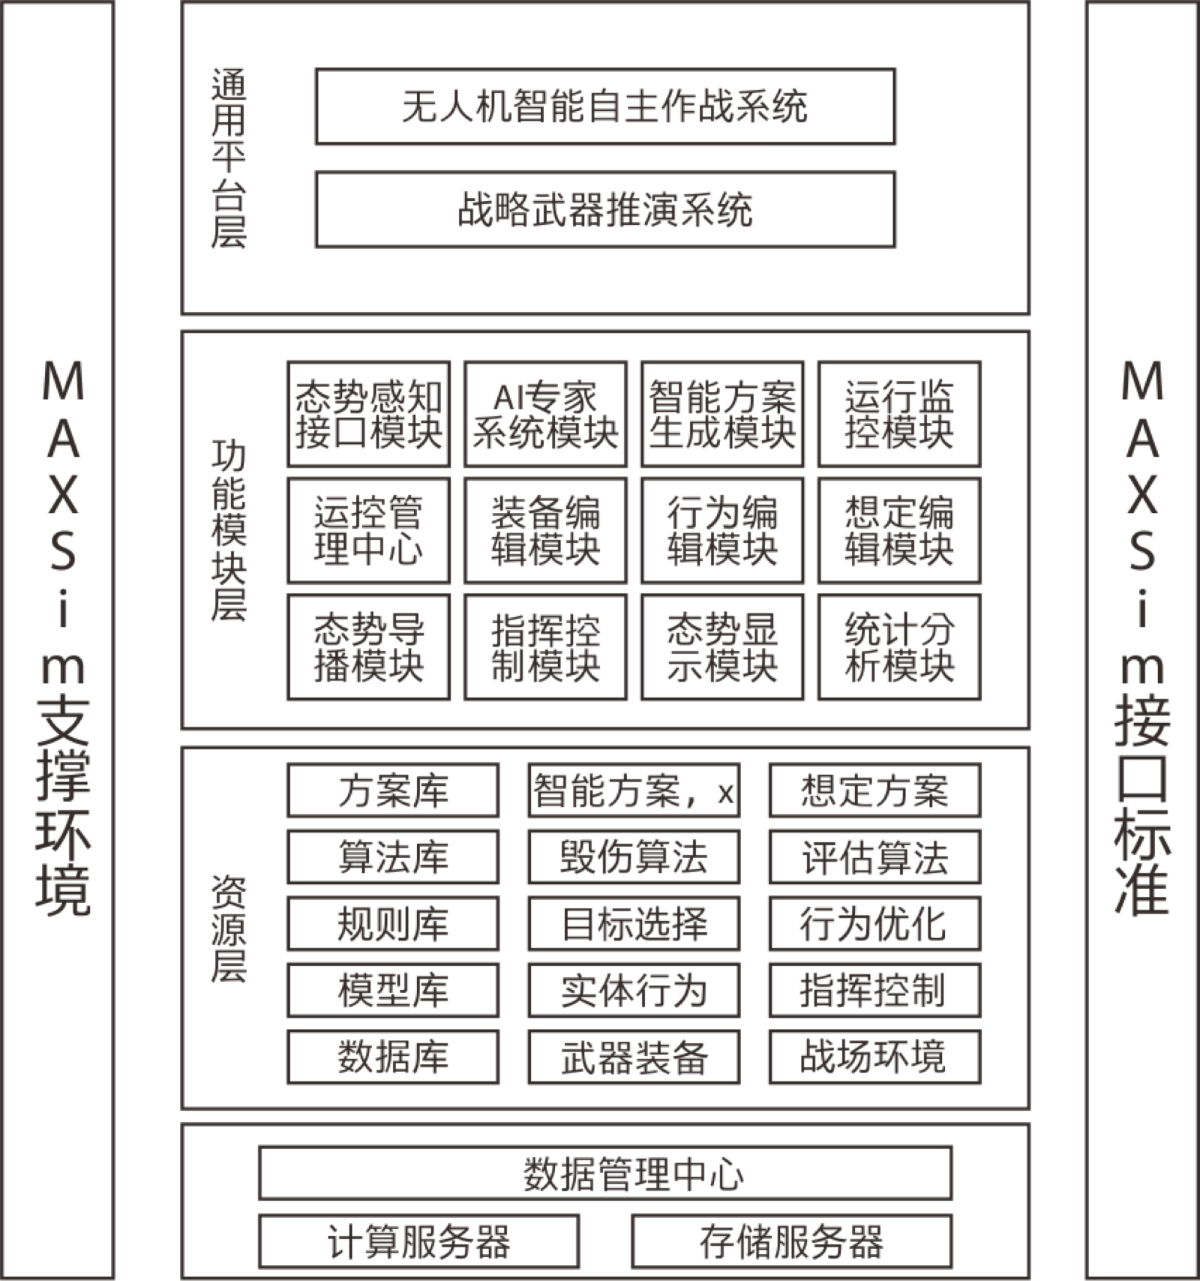 MAXSim支撑环境
通用平台层
无人机智能自主作战系统
战略武器推演系统
功能模块层
态势感知
接口模块
AI专家
系统模块
智能方案
生成模块
运行监
控模块
运控管
理中心
装备编
辑模块
行为编
辑模块
想定编
辑模块
态势导
播模块
指挥控
制模块
态势显
示模块
统计分
析模块
资源层
方案库
智能方案，x
想定方案
算法库
毁伤算法
评估算法
规则库
目标选择
行为优化
模型库
实体行为
指挥控制
数据库
武器装备
战场环境
数据管理中心
计算服务器
存储服务器
MAXSim接口标准